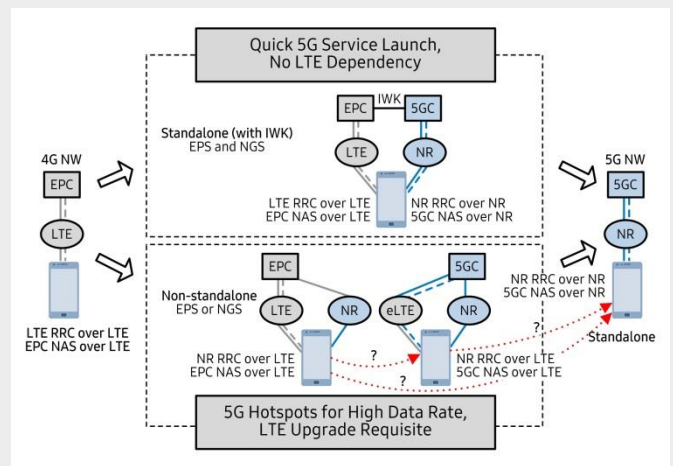 Quick 5G Service Launch,
No LTE Dependency
IWK
EPC
5GC
Standalone (with IWK)
EPS and NGS
LTE
NR
LTE RRC over LTE
EPC NAS over LTE
NR RRC over NR
5GC NAS over NR
4G NW
EPC
LTE
LTE RRC over LTE
EPC NAS over LTE
5G NW
5GC
NR
NR RRC over NR
5GC NAS over NR
Standalone
EPC
5GC
Non-standalone
EPS or NGS
LTE
NR
eLTE
NR
NR RRC over LTE
EPC NAS over LTE
?
NR RRC over LTE
5GC NAS over LTE
?
?
5G Hotspots for High Data Rate,
LTE Upgrade Requisite